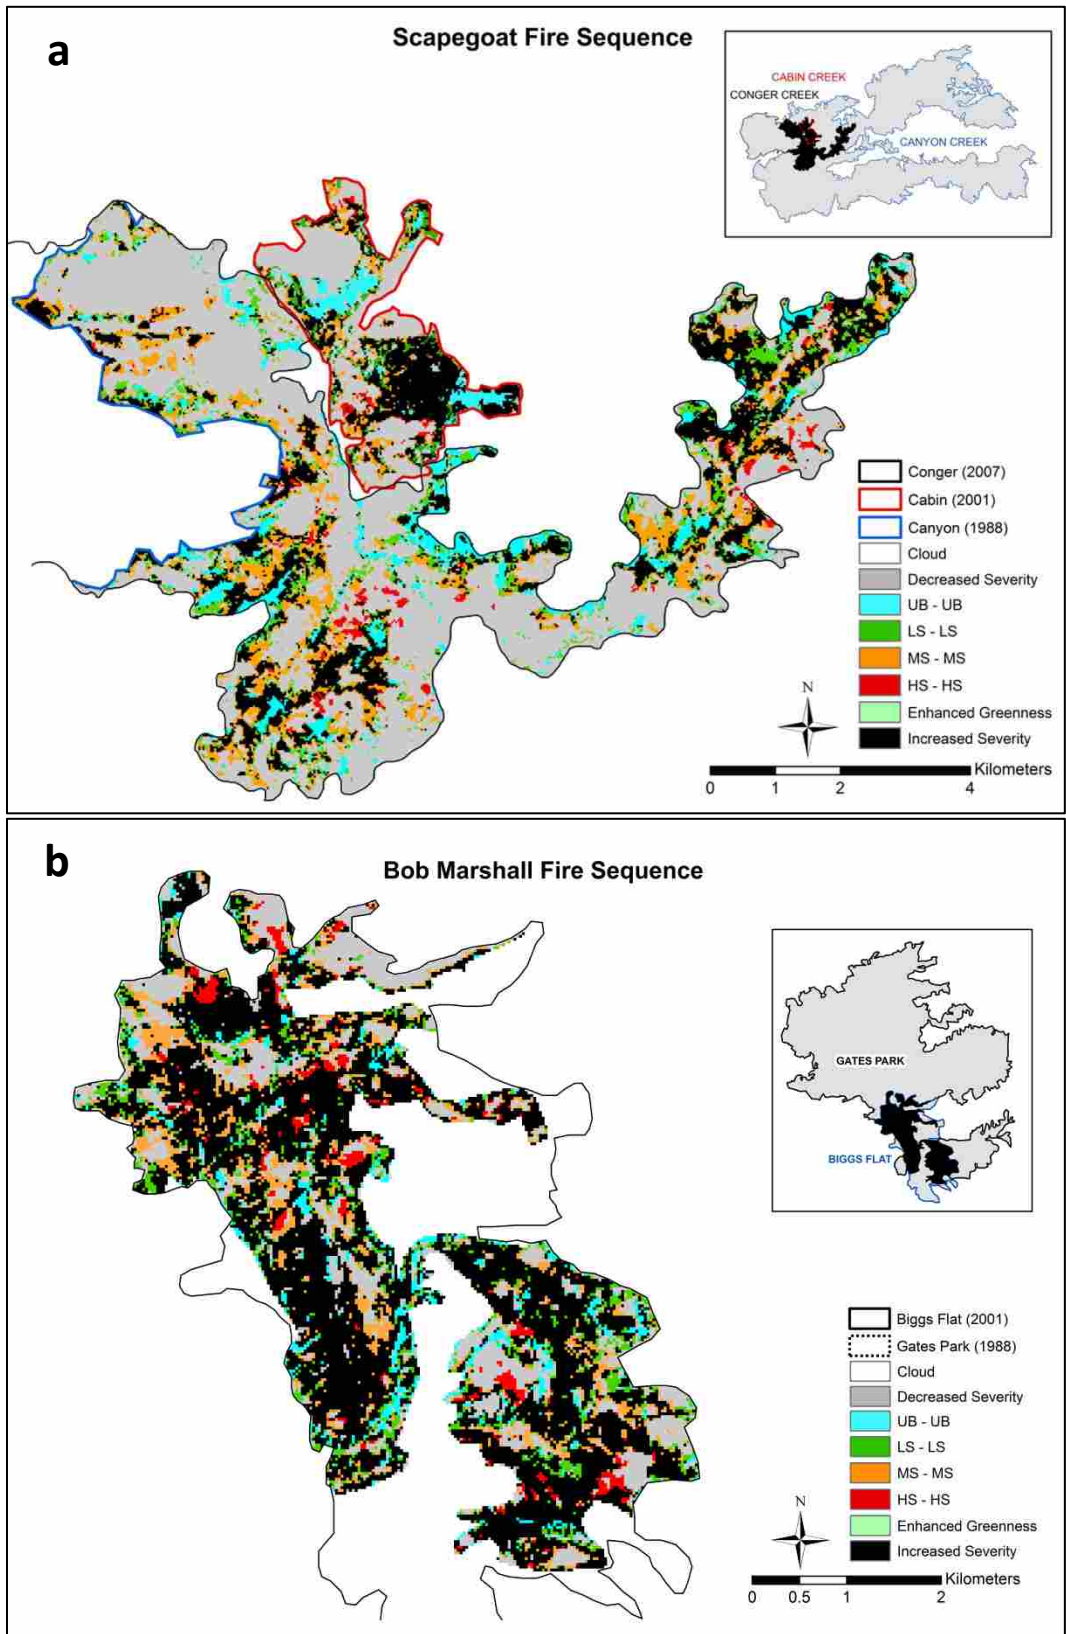 a
Scapegoat Fire Sequence
CABIN CREEK
CONGER CREEK
CANYON CREEK
Conger (2007)
Cabin (2001)
Canyon (1988)
Cloud
Decreased Severity
UB - UB
LS - LS
MS - MS
HS - HS
Enhanced Greenness
Increased Severity
N
Kilometers
0 1 2 4
b
Bob Marshall Fire Sequence
GATES PARK
BIGGS FLAT
Biggs Flat (2001)
Gates Park (1988)
Cloud
Decreased Severity
UB - UB
LS - LS
MS - MS
HS - HS
Enhanced Greenness
Increased Severity
N
Kilometers
0 0.5 1 2